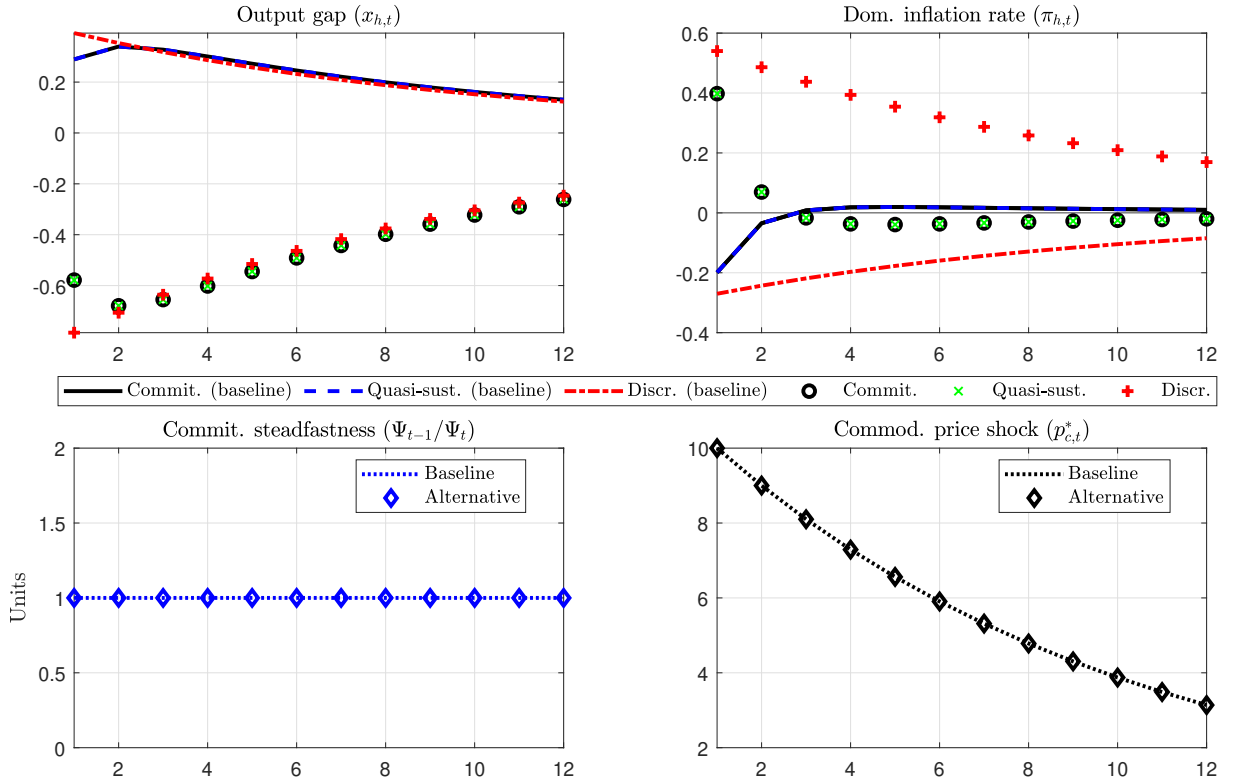 Output gap (x_{h,t})
Dom. inflation rate (π_{h,t})
0.2
0
-0.2
-0.4
-0.6
2 4 6 8 10 12
0.6
0.4
0.2
0
-0.2
-0.4
2 4 6 8 10 12
Commit. (baseline) Quasi-sust. (baseline) Discr. (baseline) Commit. Quasi-sust. Discr.
Commit. steadfastness (Ψ_{t−1}/Ψ_t)
Commod. price shock (p*_{c,t})
Units
2
1.5
1
0.5
0
Baseline
Alternative
2 4 6 8 10 12
10
8
6
4
2
Baseline
Alternative
2 4 6 8 10 12